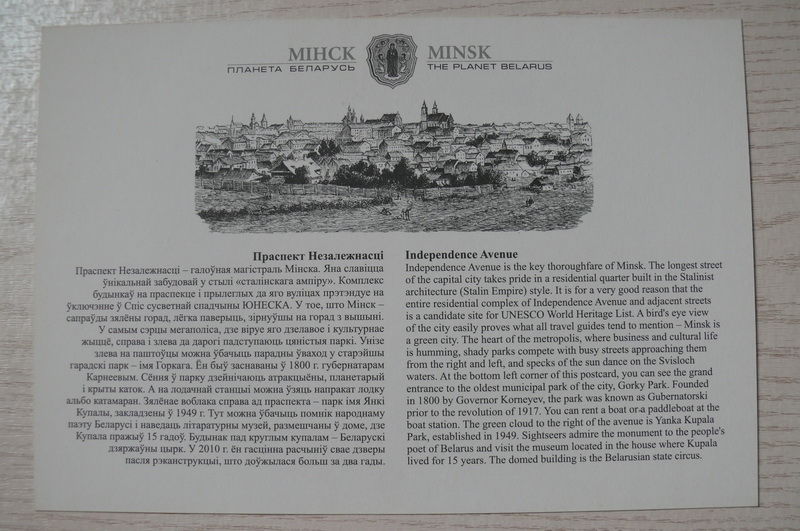 МІНСК
ПЛАНЕТА БЕЛАРУСЬ
MINSK
THE PLANET BELARUS
Праспект Незалежнасці
Праспект Незалежнасці – галоўная магістраль Мінска. Яна славіцца
ўнікальнай забудовай у стылі «сталінскага ампіру». Комплекс
будынкаў на праспекце і прылеглых да яго вуліцах прэтэндуе на
ўключэнне ў Спіс сусветнай спадчыны ЮНЕСКА. У тое, што Мінск –
сапраўды зялёны горад, лёгка паверыць, зірнуўшы на горад з вышыні.
У самым сэрцы мегаполіса, дзе віруе яго дзелавое і культурнае
жыццё, справа і злева да дарогі падступаюць цяністыя паркі. Унізе
злева на паштоўцы можна ўбачыць парадны ўваход у старэйшы
гарадскі парк – імя Горкага. Ён быў заснаваны ў 1800 г. губернатарам
Карнеевым. Сёння ў парку дзейнічаюць атракцыёны, планетарый
і крыты каток. А на лодачнай станцыі можна ўзяць напракат лодку
альбо катамаран. Зялёнае воблака справа ад праспекта – парк імя Янкі
Купалы, закладзены ў 1949 г. Тут можна ўбачыць помнік народнаму
паэту Беларусі і наведаць літаратурны музей, размешчаны ў доме, дзе
Купала пражыў 15 гадоў. Будынак пад круглым купалам – Беларускі
дзяржаўны цырк. У 2010 г. ён гасцінна расчыніў свае дзверы
пасля рэканструкцыі, што доўжылася больш за два гады.
Independence Avenue
Independence Avenue is the key thoroughfare of Minsk. The longest street
of the capital city takes pride in a residential quarter built in the Stalinist
architecture (Stalin Empire) style. It is for a very good reason that the
entire residential complex of Independence Avenue and adjacent streets
is a candidate site for UNESCO World Heritage List. A bird's eye view
of the city easily proves what all travel guides tend to mention – Minsk is
a green city. The heart of the metropolis, where business and cultural life
is humming, shady parks compete with busy streets approaching them
from the right and left, and specks of the sun dance on the Svisloch
waters. At the bottom left corner of this postcard, you can see the grand
entrance to the oldest municipal park of the city, Gorky Park. Founded
in 1800 by Governor Korneyev, the park was known as Gubernatorski
prior to the revolution of 1917. You can rent a boat or a paddleboat at the
boat station. The green cloud to the right of the avenue is Yanka Kupala
Park, established in 1949. Sightseers admire the monument to the people's
poet of Belarus and visit the museum located in the house where Kupala
lived for 15 years. The domed building is the Belarusian state circus.